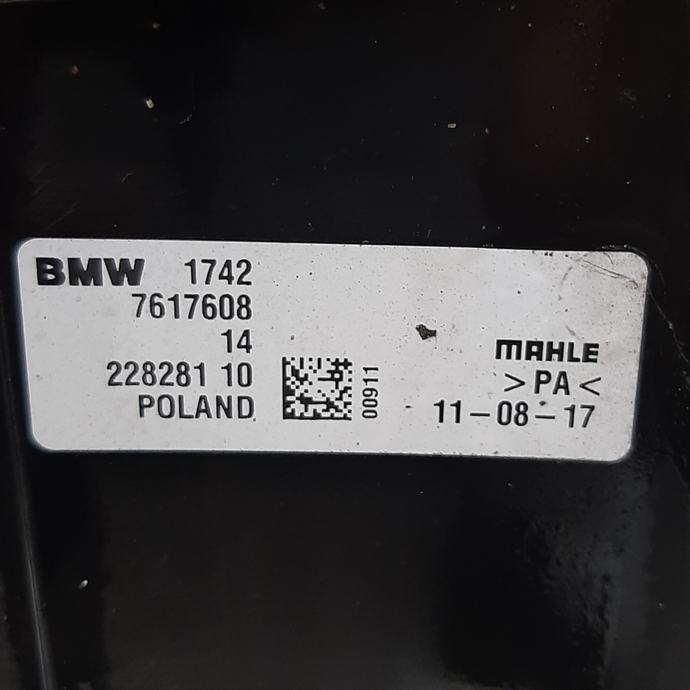 BMW 1742
7617608
14
228281 10
POLAND
00911
MAHLE
>PA<
11-08-17